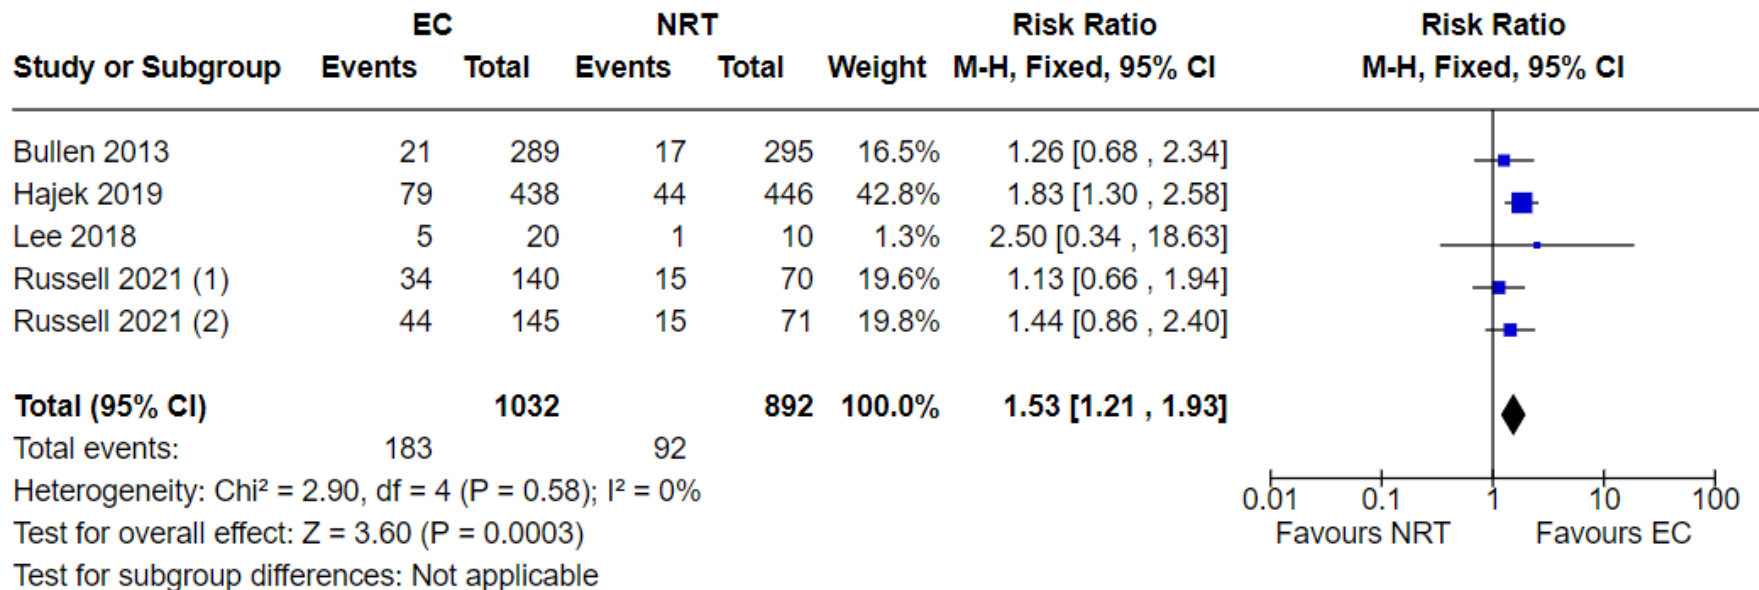 EC NRT Risk Ratio Risk Ratio
Study or Subgroup Events Total Events Total Weight M-H, Fixed, 95% CI M-H, Fixed, 95% CI
Bullen 2013 21 289 17 295 16.5% 1.26 [0.68 , 2.34]
Hajek 2019 79 438 44 446 42.8% 1.83 [1.30 , 2.58]
Lee 2018 5 20 1 10 1.3% 2.50 [0.34 , 18.63]
Russell 2021 (1) 34 140 15 70 19.6% 1.13 [0.66 , 1.94]
Russell 2021 (2) 44 145 15 71 19.8% 1.44 [0.86 , 2.40]
Total (95% CI) 1032 892 100.0% 1.53 [1.21 , 1.93]
Total events: 183 92
Heterogeneity: Chi² = 2.90, df = 4 (P = 0.58); I² = 0%
0.01 0.1 1 10 100
Test for overall effect: Z = 3.60 (P = 0.0003)
Favours NRT Favours EC
Test for subgroup differences: Not applicable